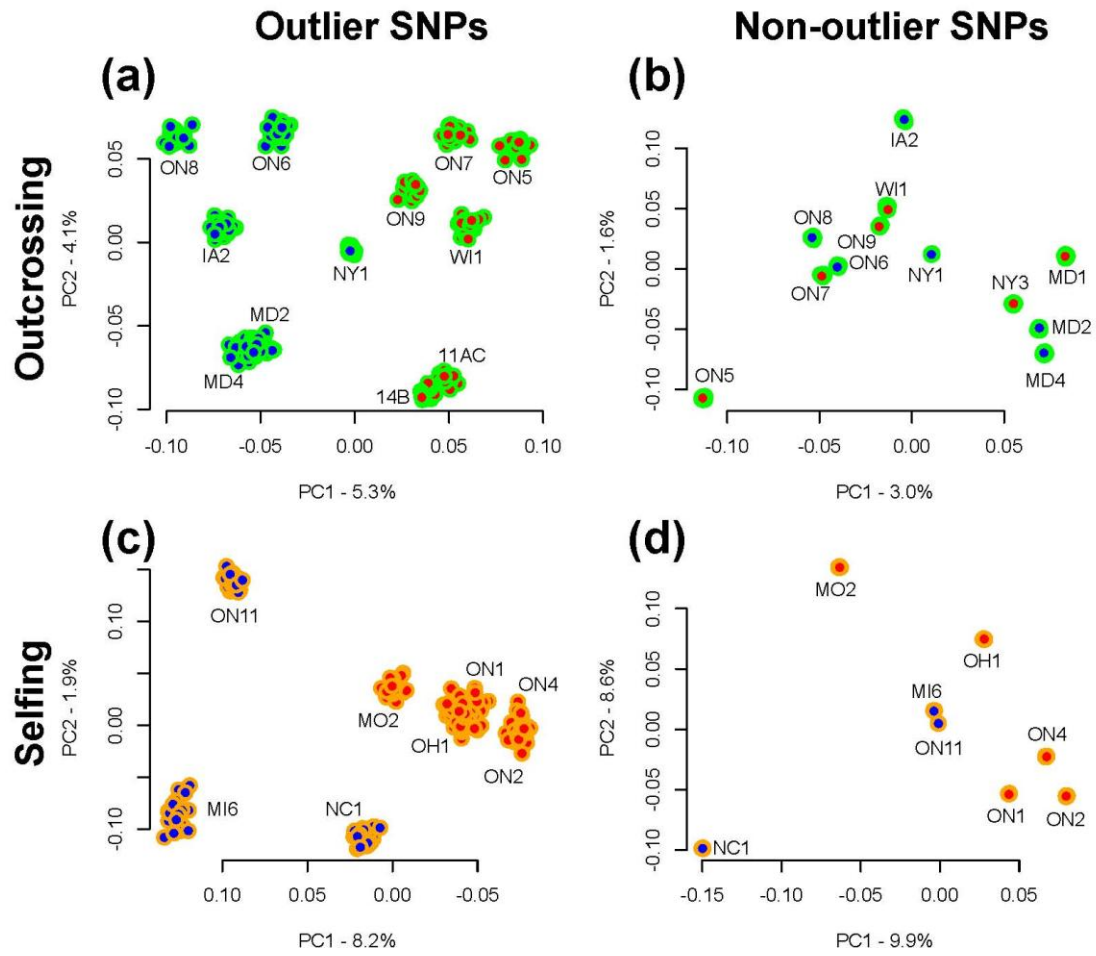 Outlier SNPs
Non-outlier SNPs
Outcrossing
Selfing
(a)
PC2 - 4.1%
0.05
0.00
-0.05
-0.10
ON8
ON6
ON7
ON5
ON9
IA2
NY1
WI1
MD2
MD4
11AC
14B
-0.10
-0.05
0.00
0.05
0.10
PC1 - 5.3%
(b)
PC2 - 1.6%
0.10
0.05
0.00
-0.05
-0.10
IA2
WI1
ON8
ON9
ON6
ON7
NY1
MD1
NY3
MD2
MD4
ON5
-0.10
-0.05
0.00
0.05
PC1 - 3.0%
(c)
PC2 - 1.9%
0.10
0.05
0.00
-0.10
ON11
ON1
ON4
MO2
OH1
ON2
MI6
NC1
0.10
0.05
0.00
-0.05
PC1 - 8.2%
(d)
PC2 - 8.6%
0.10
0.05
0.00
-0.05
-0.10
MO2
OH1
MI6
ON11
ON4
ON1
ON2
NC1
-0.15
-0.10
-0.05
0.00
0.05
PC1 - 9.9%